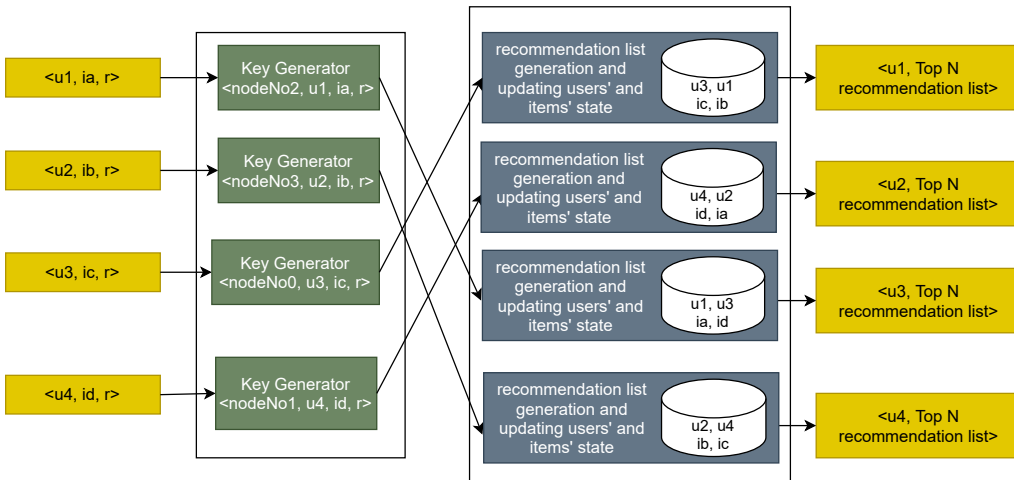 <u1, ia, r>
<u2, ib, r>
<u3, ic, r>
<u4, id, r>
Key Generator
<nodeNo2, u1, ia, r>
Key Generator
<nodeNo3, u2, ib, r>
Key Generator
<nodeNo0, u3, ic, r>
Key Generator
<nodeNo1, u4, id, r>
recommendation list
generation and
updating users' and
items' state
u3, u1
ic, ib
recommendation list
generation and
updating users' and
items' state
u4, u2
id, ia
recommendation list
generation and
updating users' and
items' state
u1, u3
ia, id
recommendation list
generation and
updating users' and
items' state
u2, u4
ib, ic
<u1, Top N
recommendation list>
<u2, Top N
recommendation list>
<u3, Top N
recommendation list>
<u4, Top N
recommendation list>